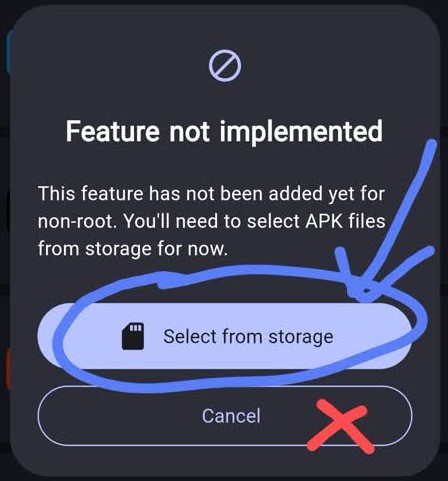 Feature not implemented
This feature has not been added yet for
non-root. You'll need to select APK files
from storage for now.
Select from storage
Cancel